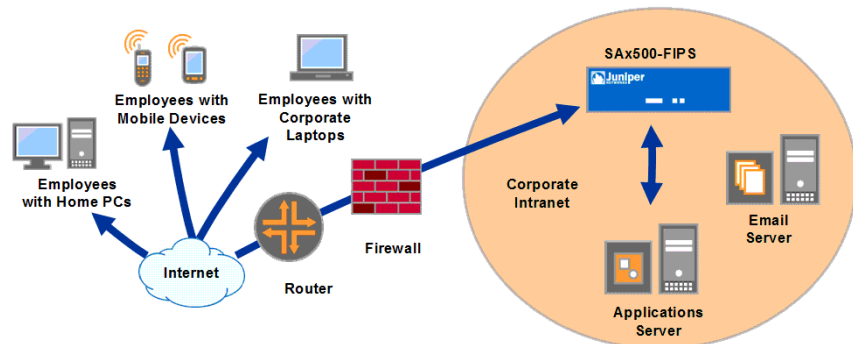 SAx500-FIPS
Juniper
NETWORKS
Employees with
Mobile Devices
Employees with
Corporate
Laptops
Employees
with Home PCs
Corporate
Intranet
Email
Server
Firewall
Internet
Router
Applications
Server